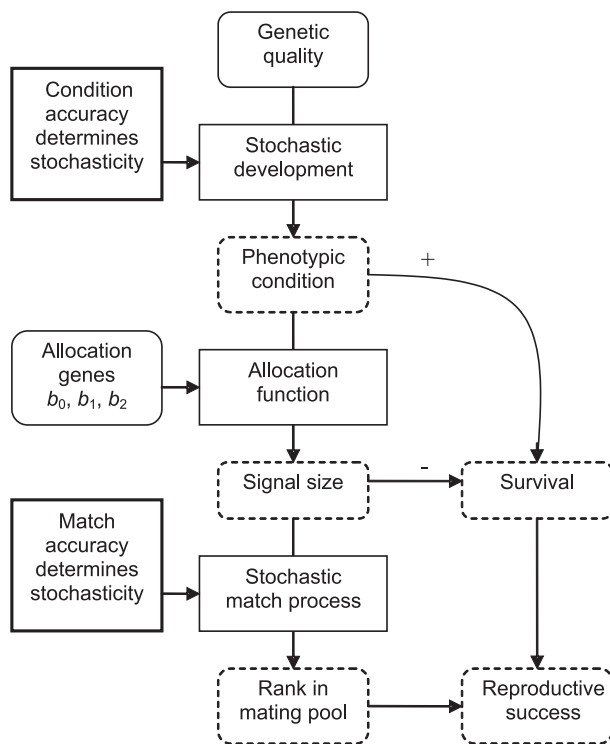 Genetic
quality
Condition
accuracy
determines
stochasticity
Stochastic
development
Phenotypic
condition
+
Allocation
genes
b₀, b₁, b₂
Allocation
function
Signal size
-
Survival
Match
accuracy
determines
stochasticity
Stochastic
match process
Rank in
mating pool
Reproductive
success